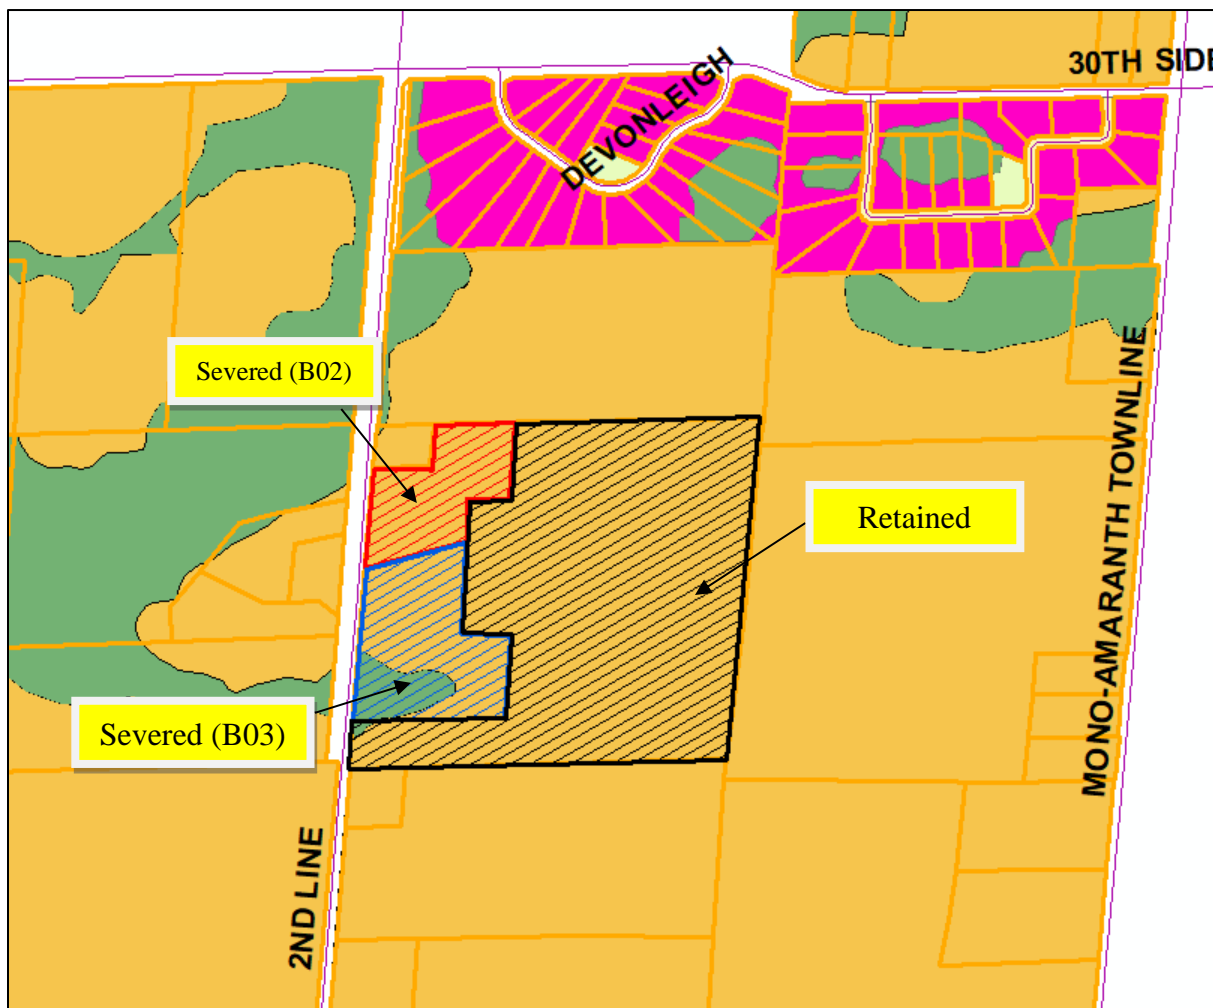 30TH SIDE
DEVONLEIGH
Severed (B02)
Retained
MONO-AMARANTH TOWNLINE
Severed (B03)
2ND LINE